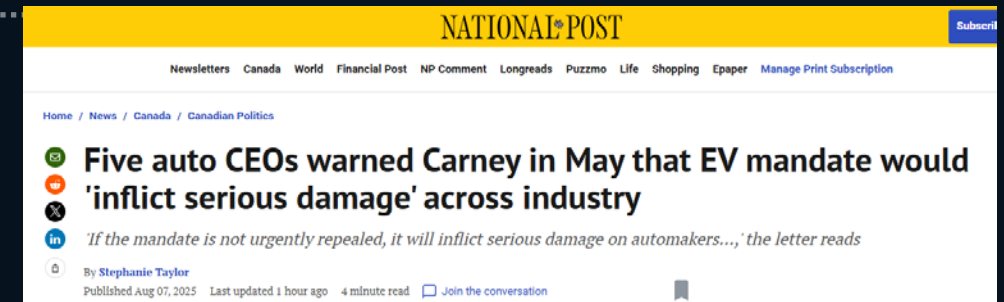 NATIONAL POST
Newsletters Canada World Financial Post NP Comment Longreads Puzzmo Life Shopping Epaper Manage Print Subscription
Home / News / Canada / Canadian Politics
Five auto CEOs warned Carney in May that EV mandate would
'inflict serious damage' across industry
'If the mandate is not urgently repealed, it will inflict serious damage on automakers...,' the letter reads
By Stephanie Taylor
Published Aug 07, 2025 Last updated 1 hour ago 4 minute read Join the conversation